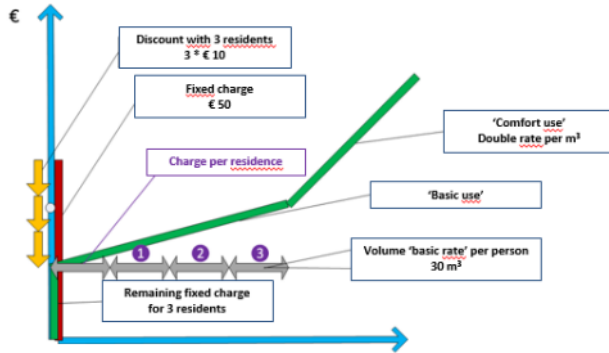 €
Discount with 3 residents
3 * € 10
Fixed charge
€ 50
'Comfort use'
Double rate per m³
Charge per residence
'Basic use'
1 2 3
Volume 'basic rate' per person
30 m³
Remaining fixed charge
for 3 residents